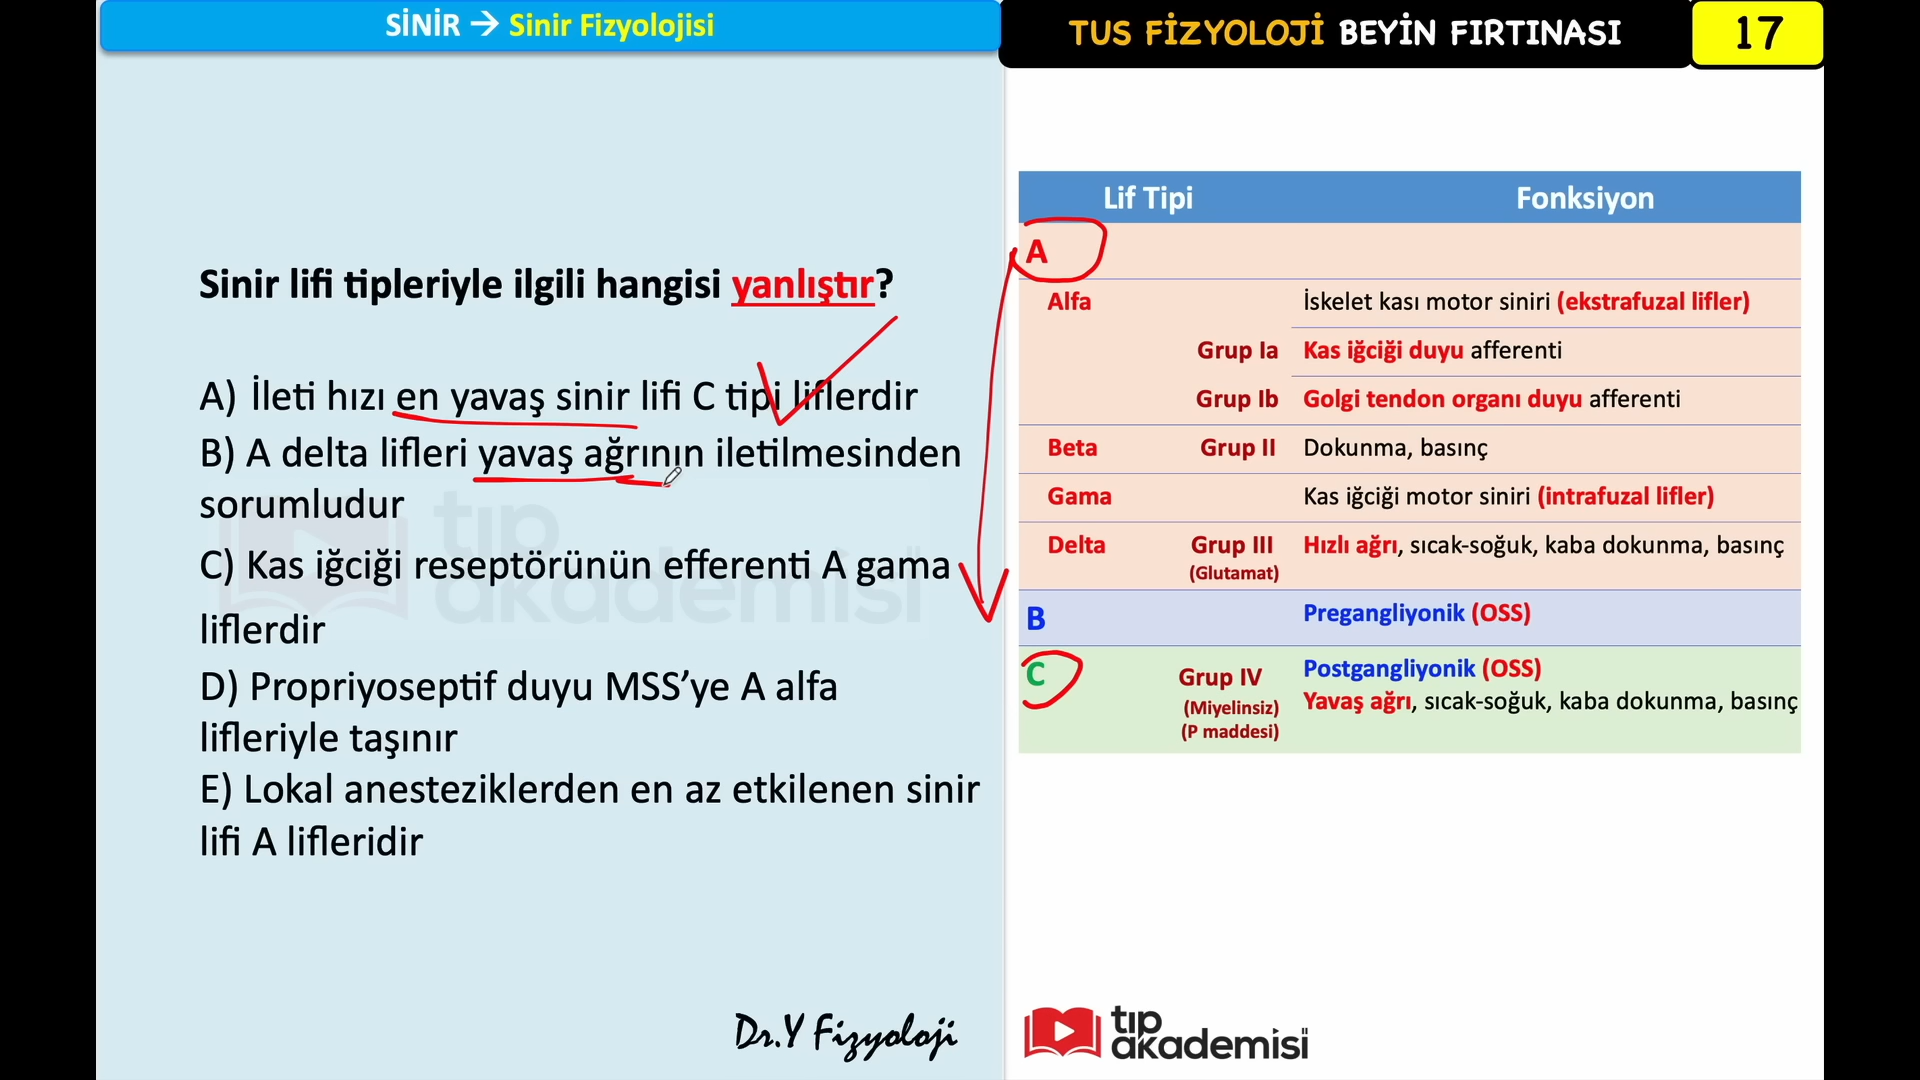 SİNİR → Sinir Fizyolojisi
TUS FİZYOLOJİ BEYİN FIRTINASI
17
Sinir lifi tipleriyle ilgili hangisi yanlıştır?
A) İleti hızı en yavaş sinir lifi C tipi liflerdir
B) A delta lifleri yavaş ağrının iletilmesinden
sorumludur
C) Kas iğciği reseptörünün efferenti A gama
liflerdir
D) Propriyoseptif duyu MSS’ye A alfa
lifleriyle taşınır
E) Lokal anesteziklerden en az etkilenen sinir
lifi A lifleridir
tıp
akademisi
Dr.Y Fizyoloji
Lif Tipi Fonksiyon
A
Alfa İskelet kası motor siniri (ekstrafuzal lifler)
Grup Ia Kas iğciği duyu afferenti
Grup Ib Golgi tendon organı duyu afferenti
Beta Grup II Dokunma, basınç
Gama Kas iğciği motor siniri (intrafuzal lifler)
Delta Grup III Hızlı ağrı, sıcak-soğuk, kaba dokunma, basınç
(Glutamat)
B Pregangliyonik (OSS)
C Grup IV Postgangliyonik (OSS)
(Miyelinsiz) Yavaş ağrı, sıcak-soğuk, kaba dokunma, basınç
(P maddesi)
tıp
akademisi